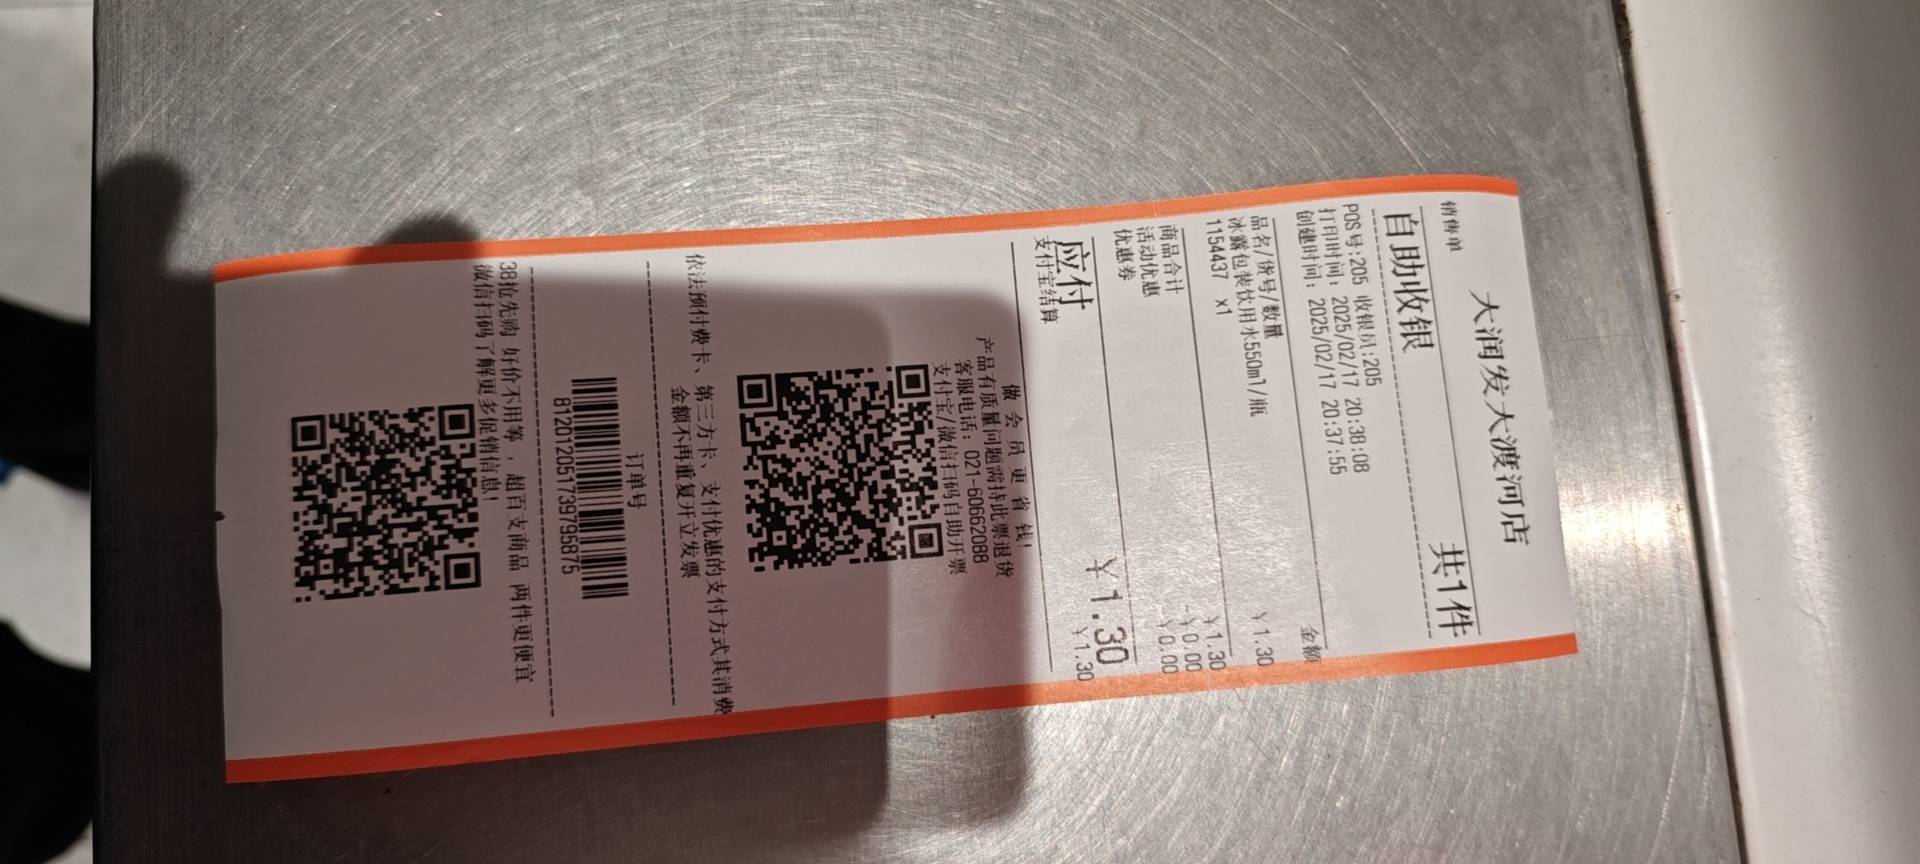 大润发大渡河店
销售单
自助收银 共1件
POS号:205 收银员:205
打印时间: 2025/02/17 20:38:08
创建时间: 2025/02/17 20:37:55
品名/货号/数量 金额
冰露包装饮用水550ml/瓶
115437 x1 ¥1.30
商品合计 ¥1.30
活动优惠 -¥0.00
优惠券 -¥0.00
应付 ¥1.30
支付宝结算 ¥1.30
做会员更省钱!
产品有质量问题需持此票退货
客服电话: 021-60662088
支付宝/微信扫码自助开票
依法预付费卡、第三方卡、支付优惠的支付方式其消费
金额不再重复开立发票
订单号
812012051739795875
38抢先购 好价不用等，超百支商品 两件更便宜
微信扫码了解更多促销信息!